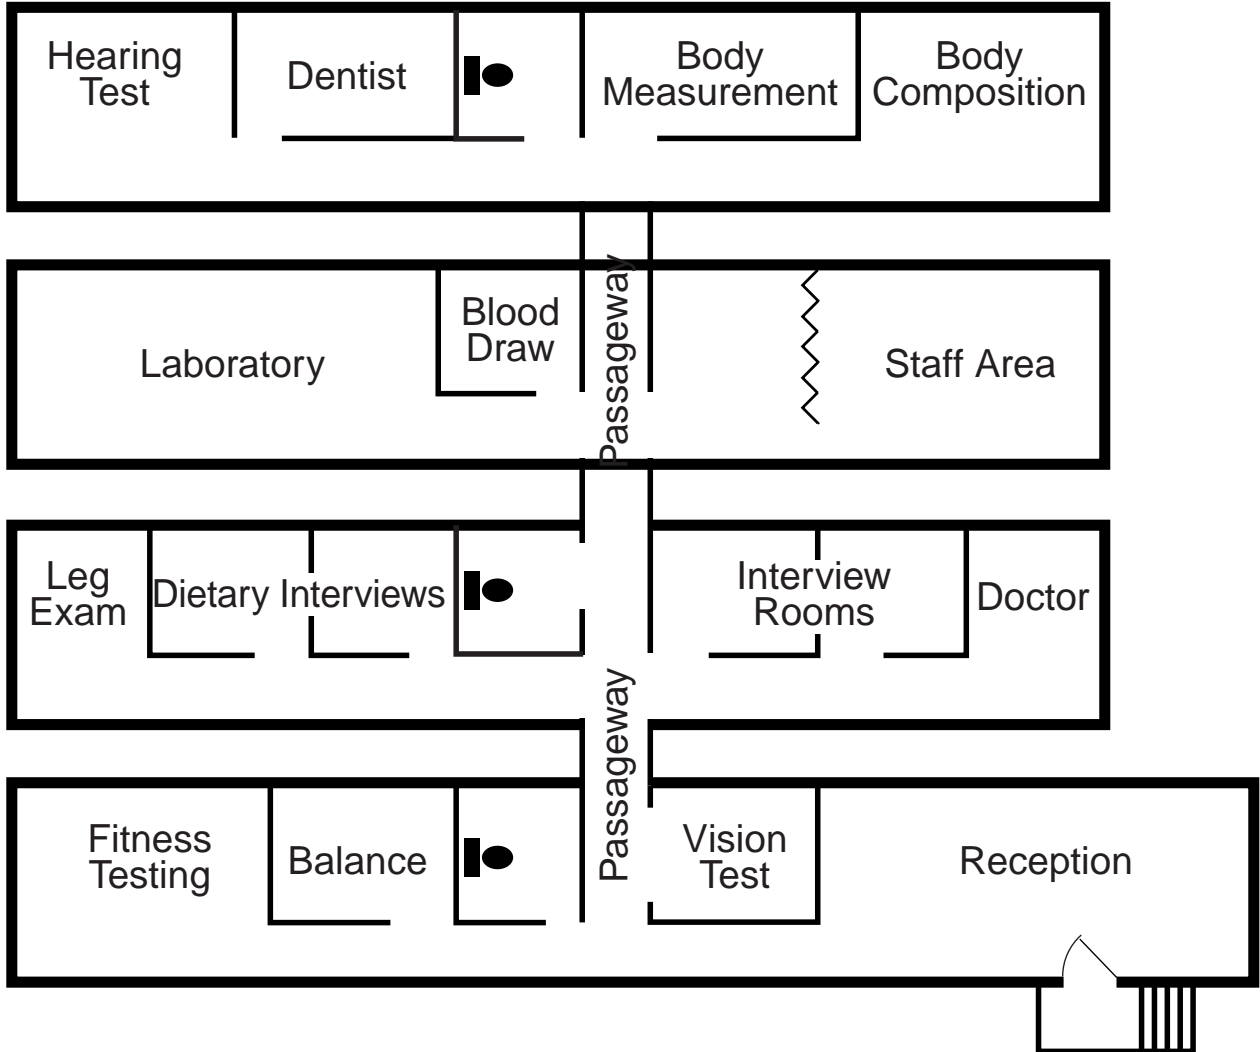 Hearing
Test
Dentist
Body
Measurement
Body
Composition
Passageway
Laboratory
Blood
Draw
Staff Area
Leg
Exam
Dietary Interviews
Interview
Rooms
Doctor
Passageway
Fitness
Testing
Balance
Vision
Test
Reception